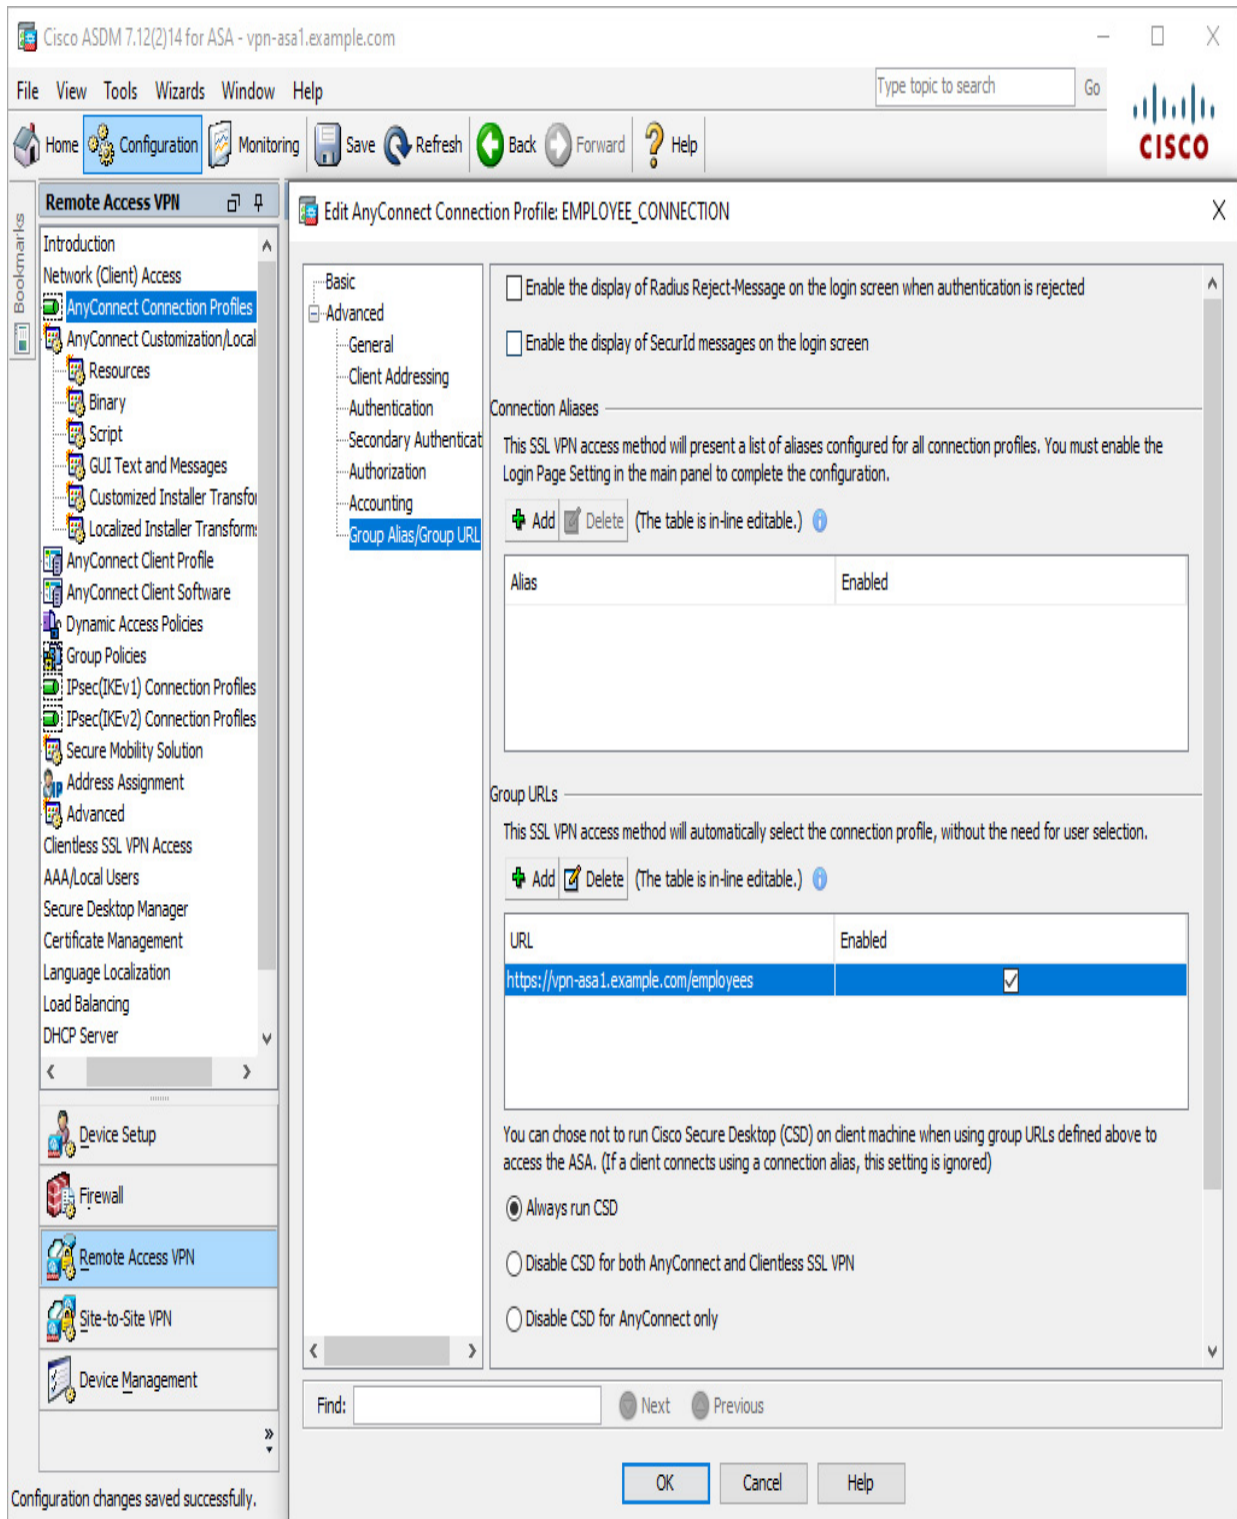 Cisco ASDM 7.12(2)14 for ASA - vpn-asa1.example.com
File View Tools Wizards Window Help
Type topic to search Go
Home Configuration Monitoring Save Refresh Back Forward Help
CISCO
Bookmarks
Remote Access VPN
Introduction
Network (Client) Access
AnyConnect Connection Profiles
AnyConnect Customization/Local
Resources
Binary
Script
GUI Text and Messages
Customized Installer Transfor
Localized Installer Transform:
AnyConnect Client Profile
AnyConnect Client Software
Dynamic Access Policies
Group Policies
IPsec(IKEv1) Connection Profiles
IPsec(IKEv2) Connection Profiles
Secure Mobility Solution
Address Assignment
Advanced
Clientless SSL VPN Access
AAA/Local Users
Secure Desktop Manager
Certificate Management
Language Localization
Load Balancing
DHCP Server
Device Setup
Firewall
Remote Access VPN
Site-to-Site VPN
Device Management
Configuration changes saved successfully.
Edit AnyConnect Connection Profile: EMPLOYEE_CONNECTION
Basic
Advanced
General
Client Addressing
Authentication
Secondary Authenticat
Authorization
Accounting
Group Alias/Group URL
Enable the display of Radius Reject-Message on the login screen when authentication is rejected
Enable the display of SecurId messages on the login screen
Connection Aliases
This SSL VPN access method will present a list of aliases configured for all connection profiles. You must enable the
Login Page Setting in the main panel to complete the configuration.
Add Delete (The table is in-line editable.)
Alias Enabled
Group URLs
This SSL VPN access method will automatically select the connection profile, without the need for user selection.
Add Delete (The table is in-line editable.)
URL Enabled
https://vpn-asa1.example.com/employees
You can chose not to run Cisco Secure Desktop (CSD) on client machine when using group URLs defined above to
access the ASA. (If a client connects using a connection alias, this setting is ignored)
Always run CSD
Disable CSD for both AnyConnect and Clientless SSL VPN
Disable CSD for AnyConnect only
Find: Next Previous
OK Cancel Help